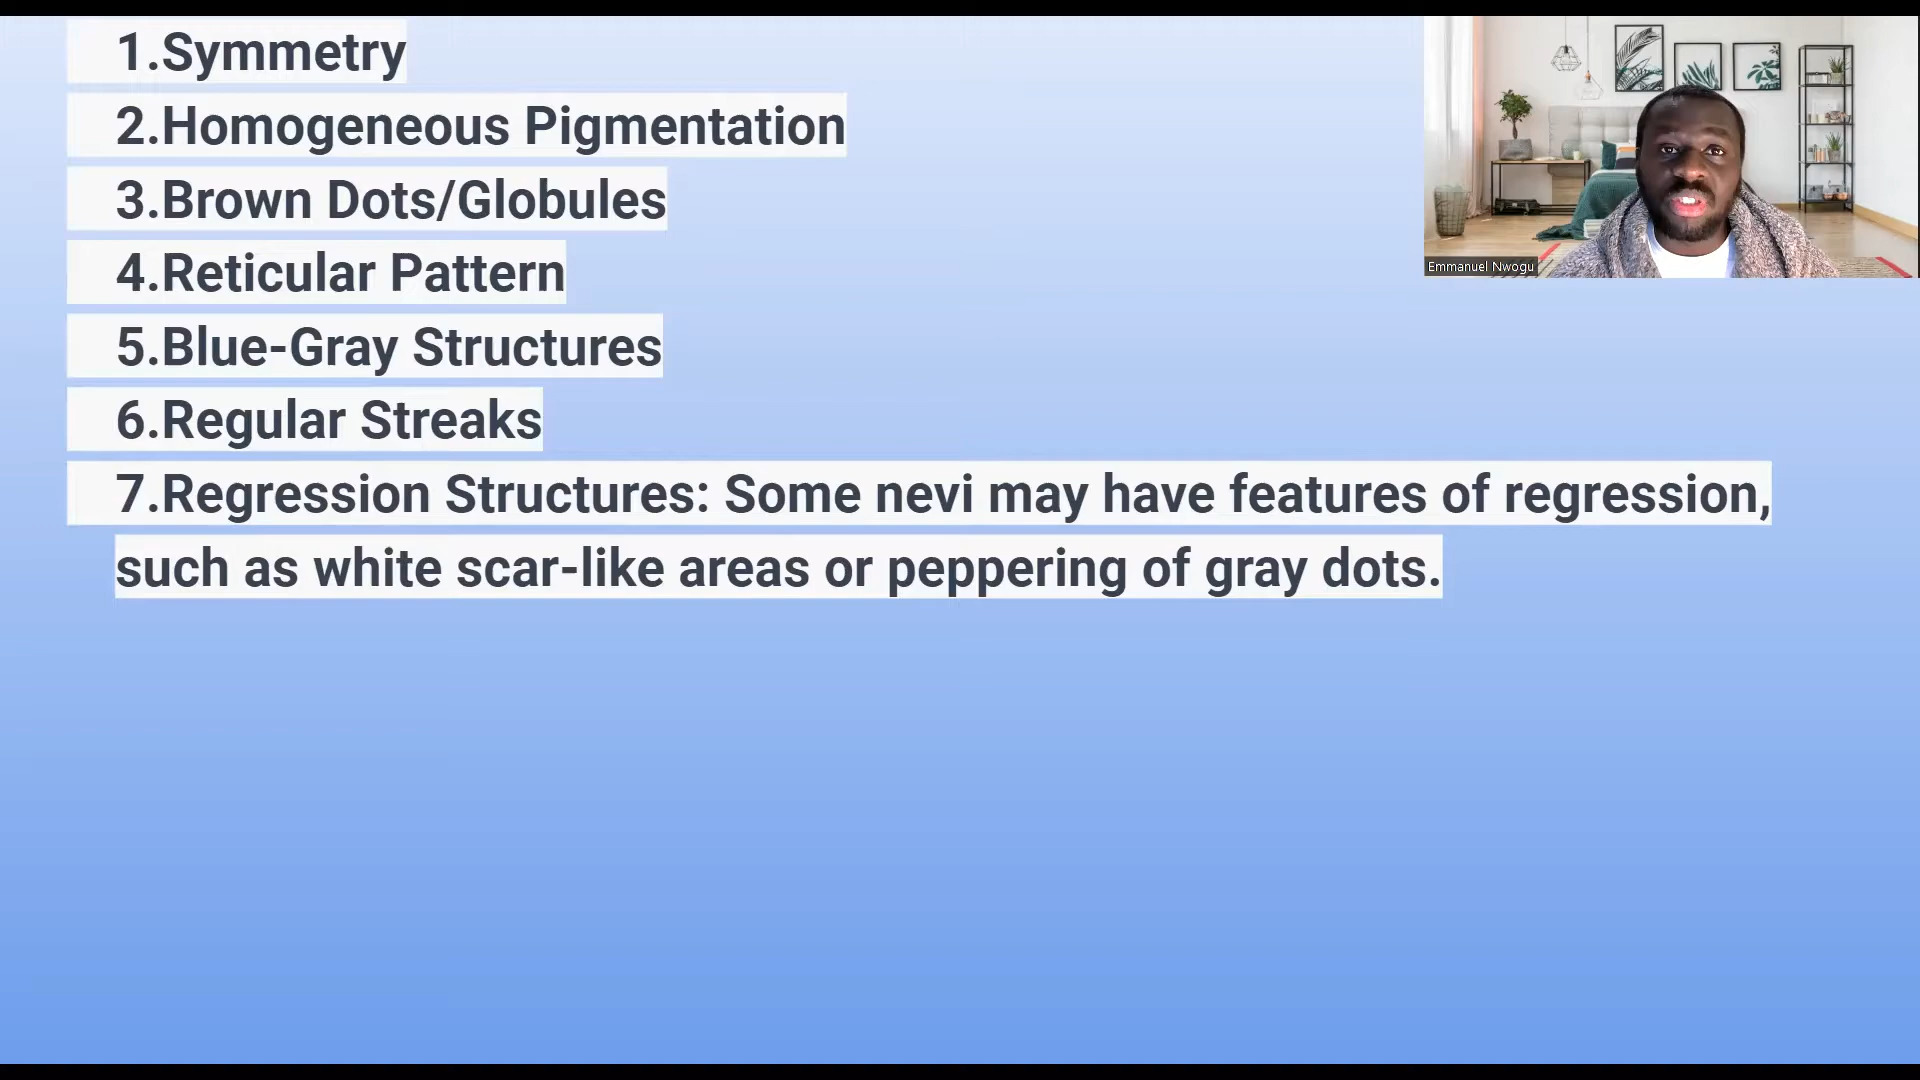 1.Symmetry
2.Homogeneous Pigmentation
3.Brown Dots/Globules
4.Reticular Pattern
5.Blue-Gray Structures
6.Regular Streaks
7.Regression Structures: Some nevi may have features of regression,
such as white scar-like areas or peppering of gray dots.
Emmanuel Nwogu